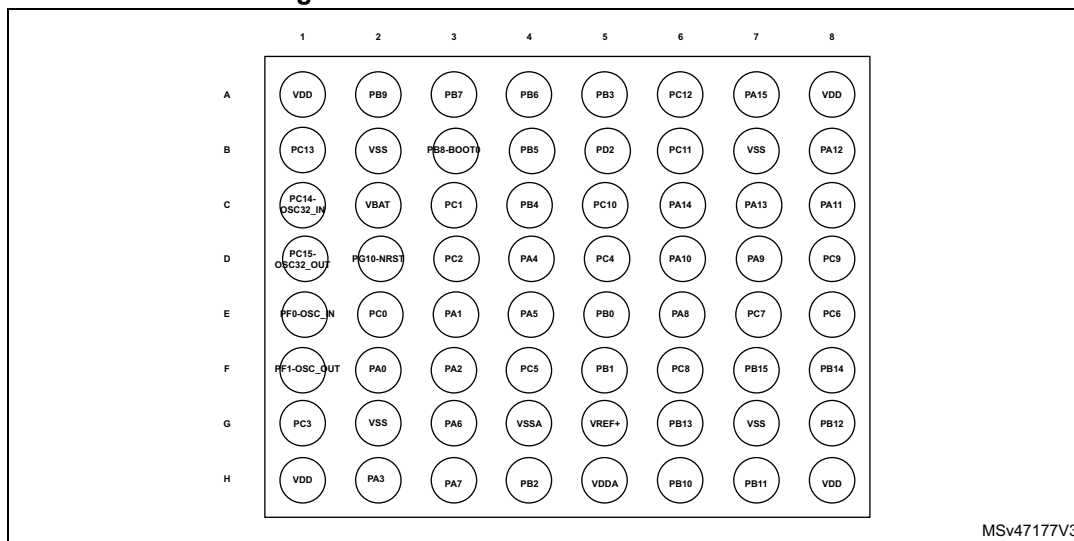 g
1 2 3 4 5 6 7 8
A VDD PB9 PB7 PB6 PB3 PC12 PA15 VDD
B PC13 VSS PB8-BOOT0 PB5 PD2 PC11 VSS PA12
C PC14-OSC32_IN VBAT PC1 PB4 PC10 PA14 PA13 PA11
D PC15-OSC32_OUT PG10-NRST PC2 PA4 PC4 PA10 PA9 PC9
E PF0-OSC_IN PC0 PA1 PA5 PB0 PA8 PC7 PC6
F PF1-OSC_OUT PA0 PA2 PC5 PB1 PC8 PB15 PB14
G PC3 VSS PA6 VSSA VREF+ PB13 VSS PB12
H VDD PA3 PA7 PB2 VDDA PB10 PB11 VDD
MSv47177V3